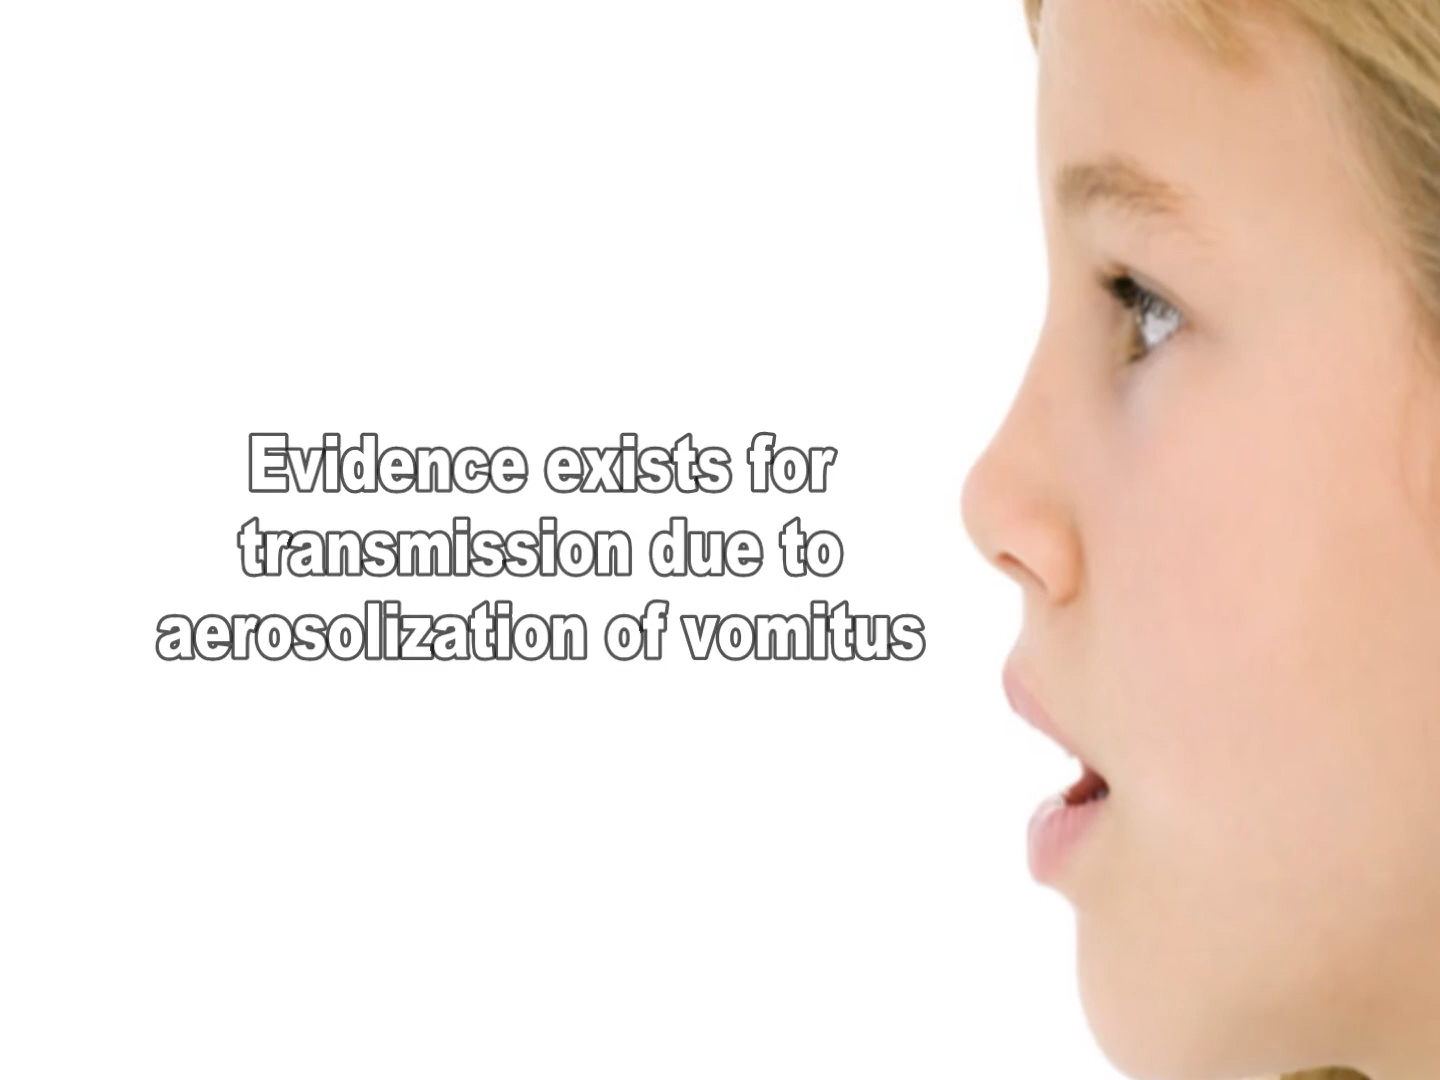 Evidence exists for
transmission due to
aerosolization of vomitus